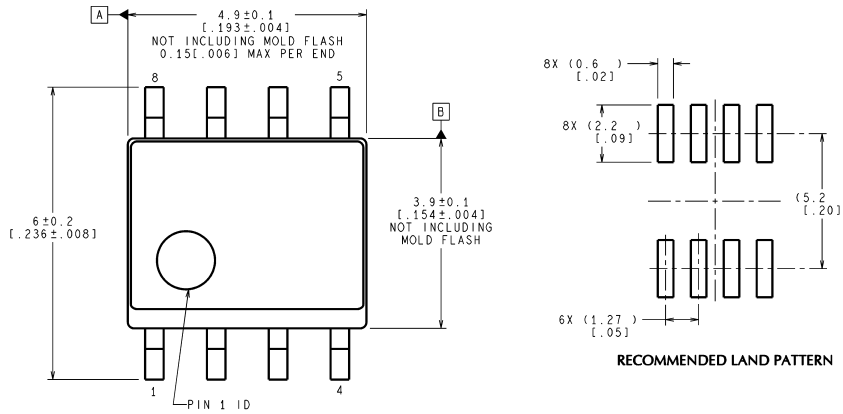 A
4.9±0.1
[.193±.004]
NOT INCLUDING MOLD FLASH
0.15[.006] MAX PER END
8
5
B
6±0.2
[.236±.008]
3.9±0.1
[.154±.004]
NOT INCLUDING
MOLD FLASH
1
4
PIN 1 ID
8X (0.6 )
[.02]
8X (2.2 )
[.09]
(5.2
[.20]
6X (1.27 )
[.05]
RECOMMENDED LAND PATTERN